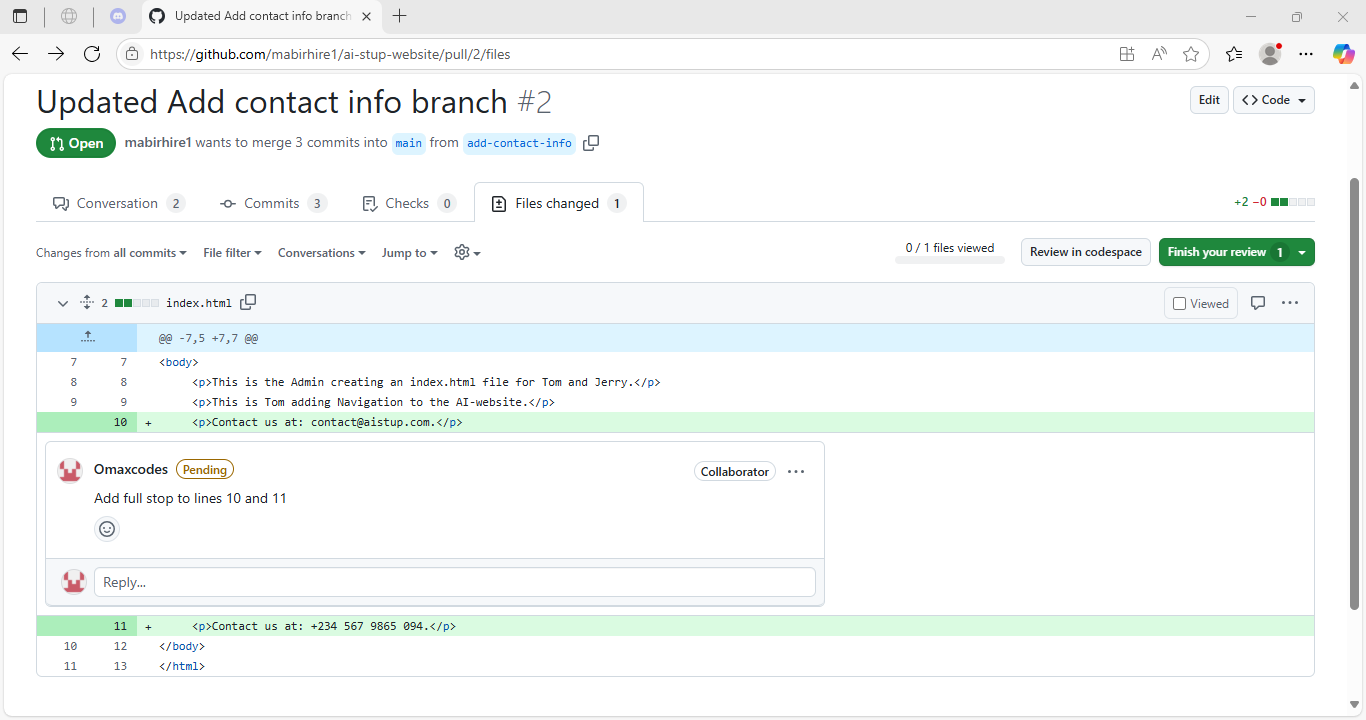 Updated Add contact info branch
https://github.com/mabirhire1/ai-stup-website/pull/2/files
Updated Add contact info branch #2
Edit
<> Code
Open
mabirhire1 wants to merge 3 commits into main from add-contact-info
Conversation 2
Commits 3
Checks 0
Files changed 1
+2 −0
Changes from all commits
File filter
Conversations
Jump to
0 / 1 files viewed
Review in codespace
Finish your review 1
2 index.html
Viewed
@@ -7,5 +7,7 @@
7 7 <body>
8 8 <p>This is the Admin creating an index.html file for Tom and Jerry.</p>
9 9 <p>This is Tom adding Navigation to the AI-website.</p>
10 + <p>Contact us at: contact@aistup.com.</p>
Omaxcodes Pending
Collaborator
Add full stop to lines 10 and 11
Reply...
11 + <p>Contact us at: +234 567 9865 094.</p>
10 12 </body>
11 13 </html>